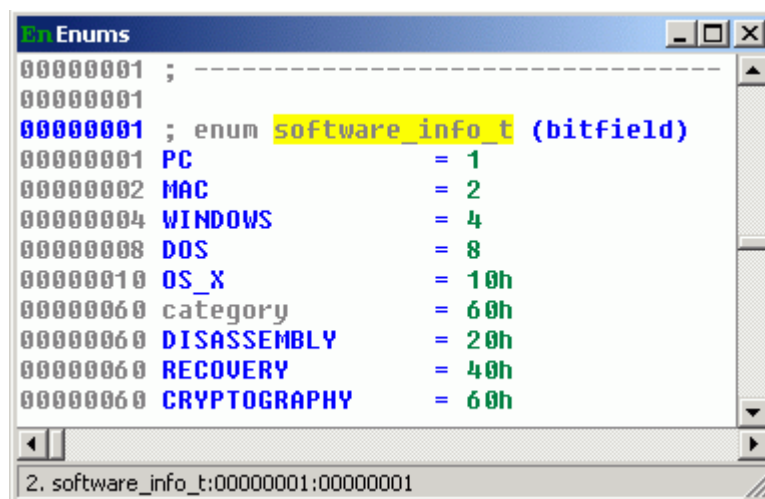 En Enums
00000001 ; ---------------------------------
00000001
00000001 ; enum software_info_t (bitfield)
00000001 PC = 1
00000002 MAC = 2
00000004 WINDOWS = 4
00000008 DOS = 8
00000010 OS_X = 10h
00000060 category = 60h
00000060 DISASSEMBLY = 20h
00000060 RECOVERY = 40h
00000060 CRYPTOGRAPHY = 60h
2. software_info_t:00000001:00000001